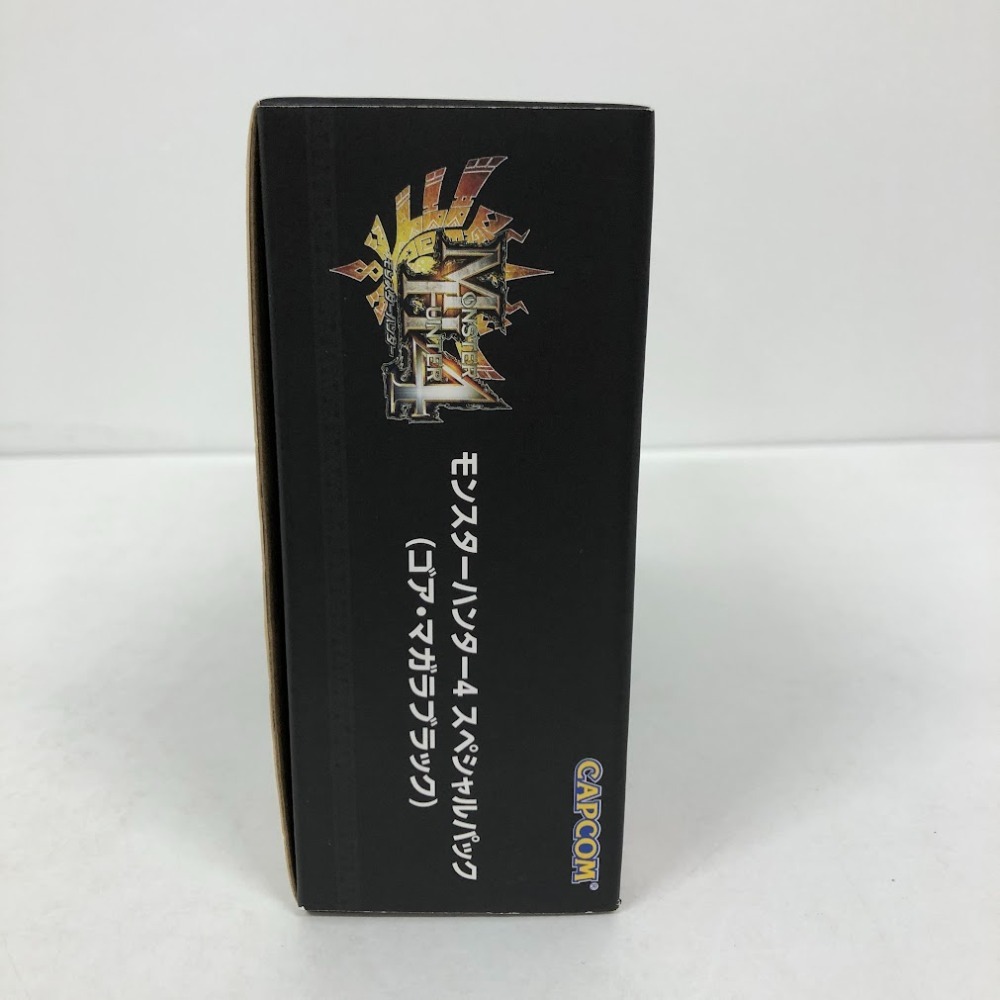 MONSTER
HUNTER
4
モンスターハンター
モンスターハンター4 スペシャルパック
(ゴア・マガラブラック)
CAPCOM®